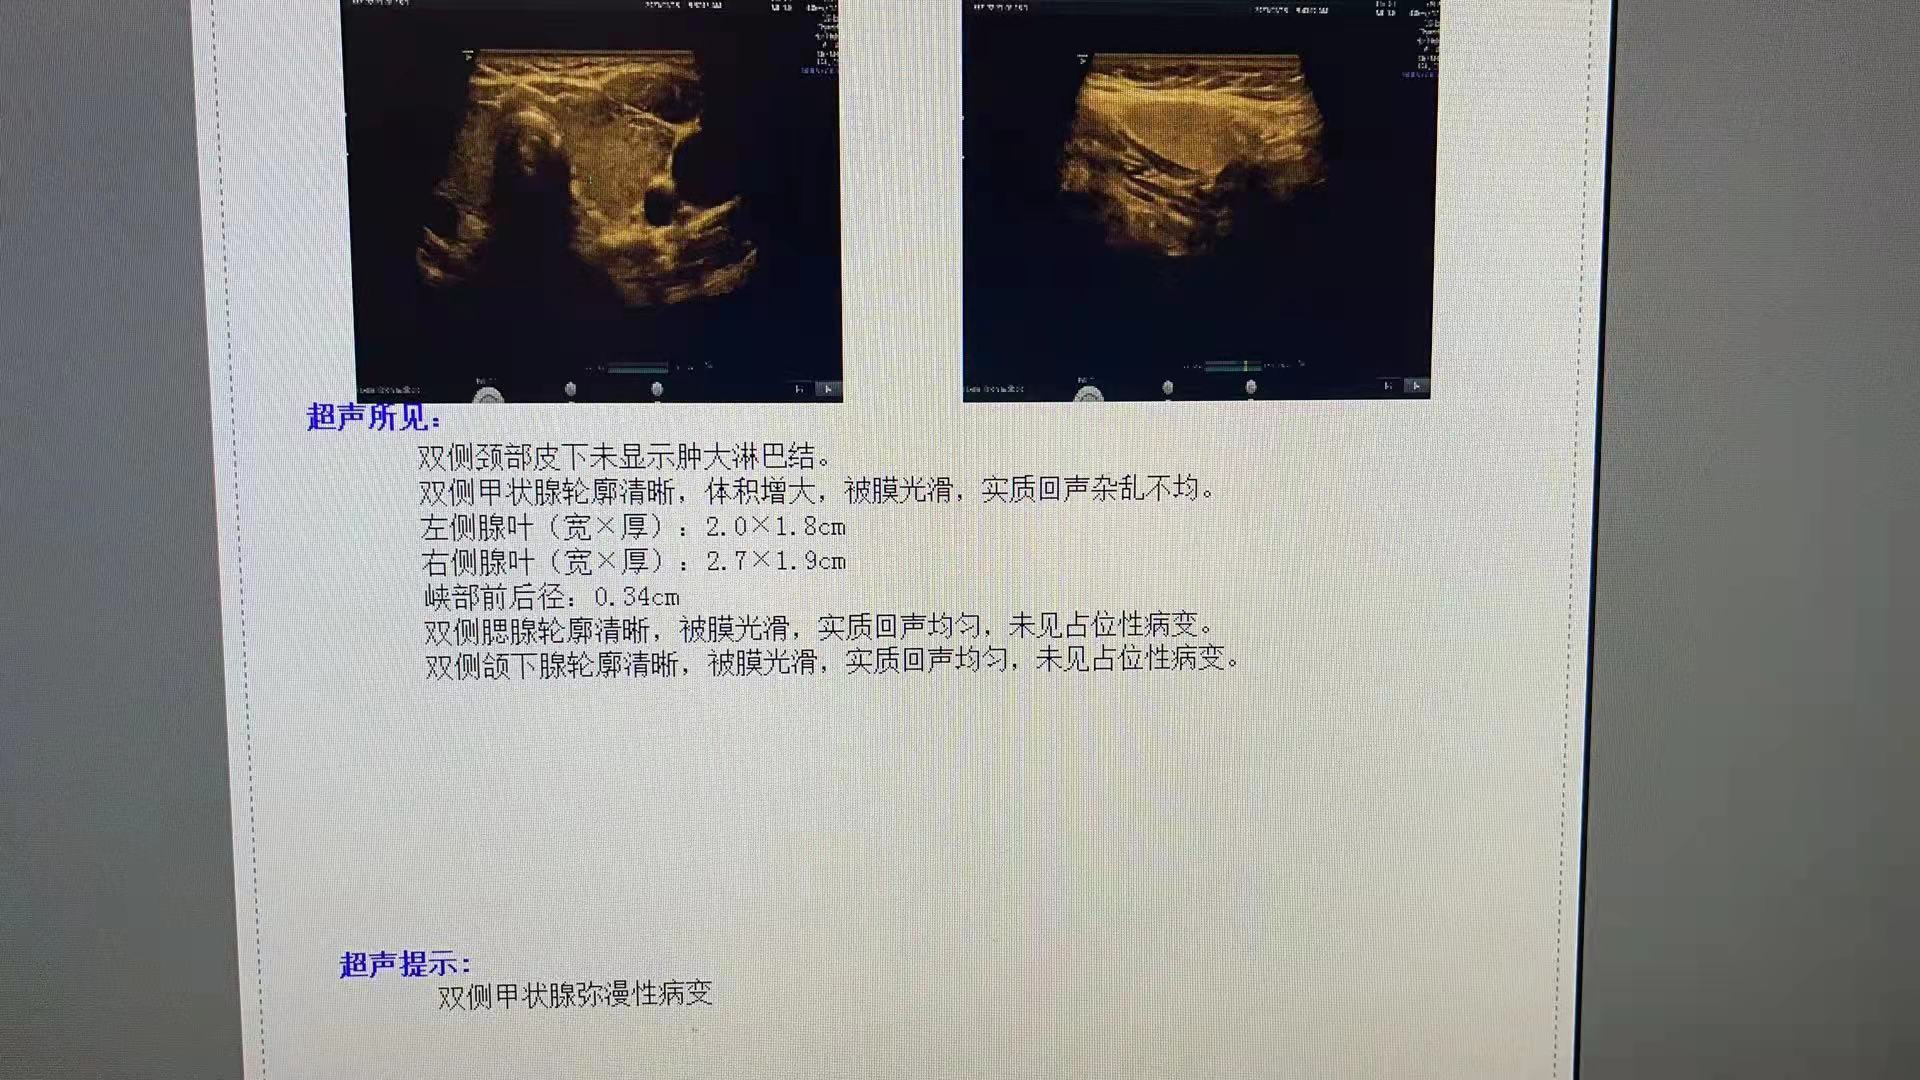 超声所见：
双侧颈部皮下未显示肿大淋巴结。
双侧甲状腺轮廓清晰，体积增大，被膜光滑，实质回声杂乱不均。
左侧腺叶（宽×厚）：2.0×1.8cm
右侧腺叶（宽×厚）：2.7×1.9cm
峡部前后径：0.34cm
双侧腮腺轮廓清晰，被膜光滑，实质回声均匀，未见占位性病变。
双侧颌下腺轮廓清晰，被膜光滑，实质回声均匀，未见占位性病变。
超声提示：
双侧甲状腺弥漫性病变